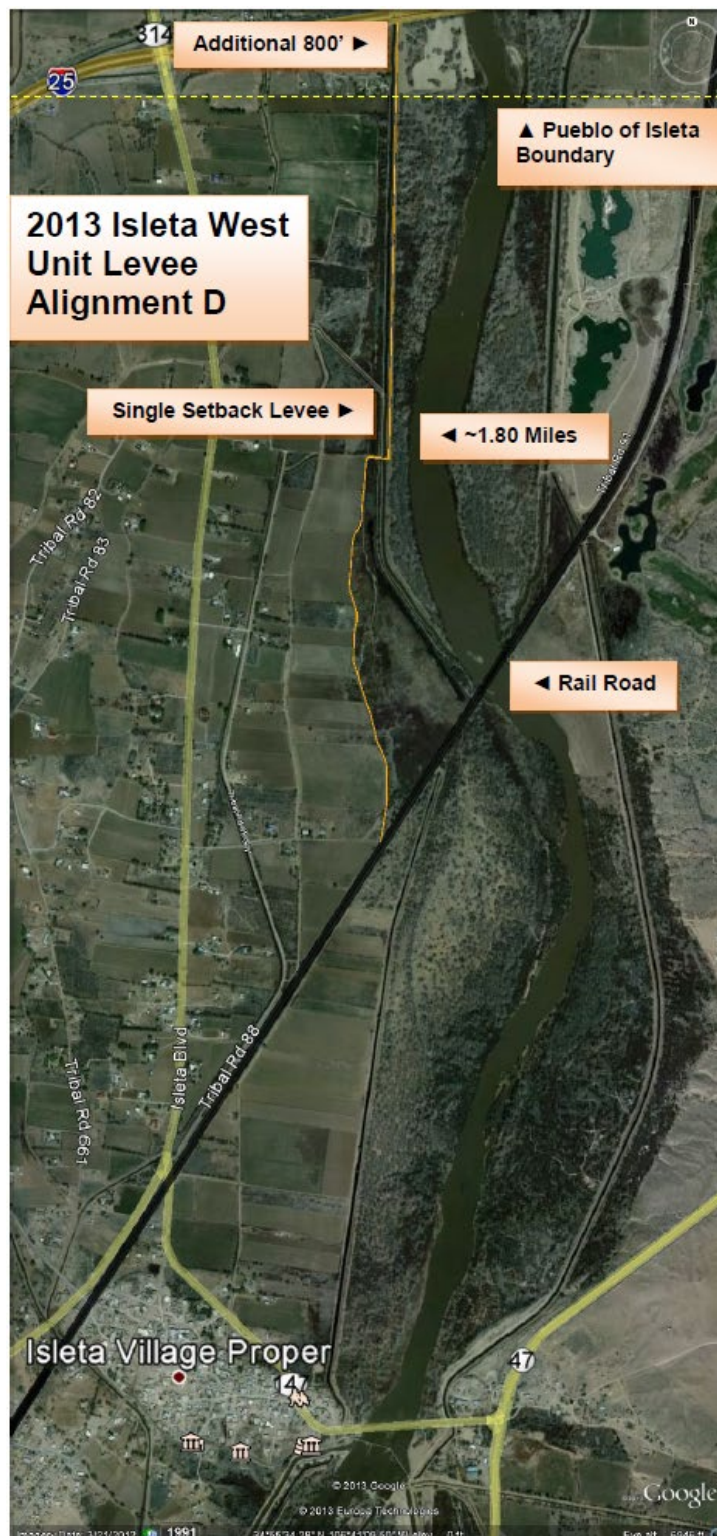 314
Additional 800' ►
25
N
▲ Pueblo of Isleta
Boundary
2013 Isleta West
Unit Levee
Alignment D
Single Setback Levee ►
◄ ~1.80 Miles
Tribal Rd 82
Tribal Rd 83
◄ Rail Road
Isleta Blvd
Tribal Rd 88
Tribal Rd 661
Isleta Village Proper
47
147
© 2013 Google
© 2013 Europa Technologies
Google
1991